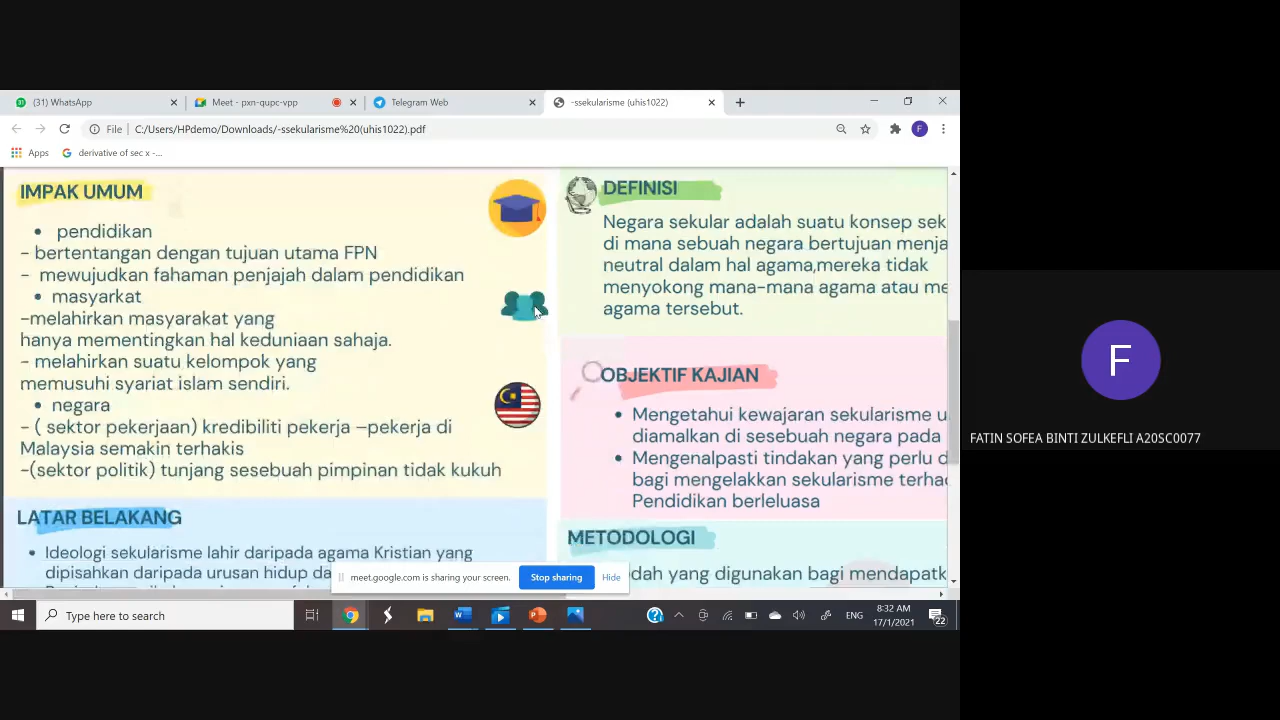 (31) WhatsApp
Meet - pxn-qupc-vpp
Telegram Web
-ssekularisme (uhis1022)
File
C:/Users/HPdemo/Downloads/-ssekularisme%20(uhis1022).pdf
F
Apps
derivative of sec x -...
IMPAK UMUM
• pendidikan
- bertentangan dengan tujuan utama FPN
- mewujudkan fahaman penjajah dalam pendidikan
• masyarkat
-melahirkan masyarakat yang
hanya mementingkan hal keduniaan sahaja.
- melahirkan suatu kelompok yang
memusuhi syariat islam sendiri.
• negara
- ( sektor pekerjaan) kredibiliti pekerja –pekerja di
Malaysia semakin terhakis
-(sektor politik) tunjang sesebuah pimpinan tidak kukuh
LATAR BELAKANG
• Ideologi sekularisme lahir daripada agama Kristian yang
dipisahkan daripada urusan hidup
DEFINISI
Negara sekular adalah suatu konsep sek
di mana sebuah negara bertujuan menja
neutral dalam hal agama,mereka tidak
menyokong mana-mana agama atau me
agama tersebut.
OBJEKTIF KAJIAN
• Mengetahui kewajaran sekularisme u
diamalkan di sesebuah negara pada
• Mengenalpasti tindakan yang perlu d
bagi mengelakkan sekularisme terha
Pendidikan berleluasa
METODOLOGI
edah yang digunakan bagi mendapatk
meet.google.com is sharing your screen.
Stop sharing
Hide
Type here to search
ENG
8:32 AM
17/1/2021
22
F
FATIN SOFEA BINTI ZULKEFLI A20SC0077